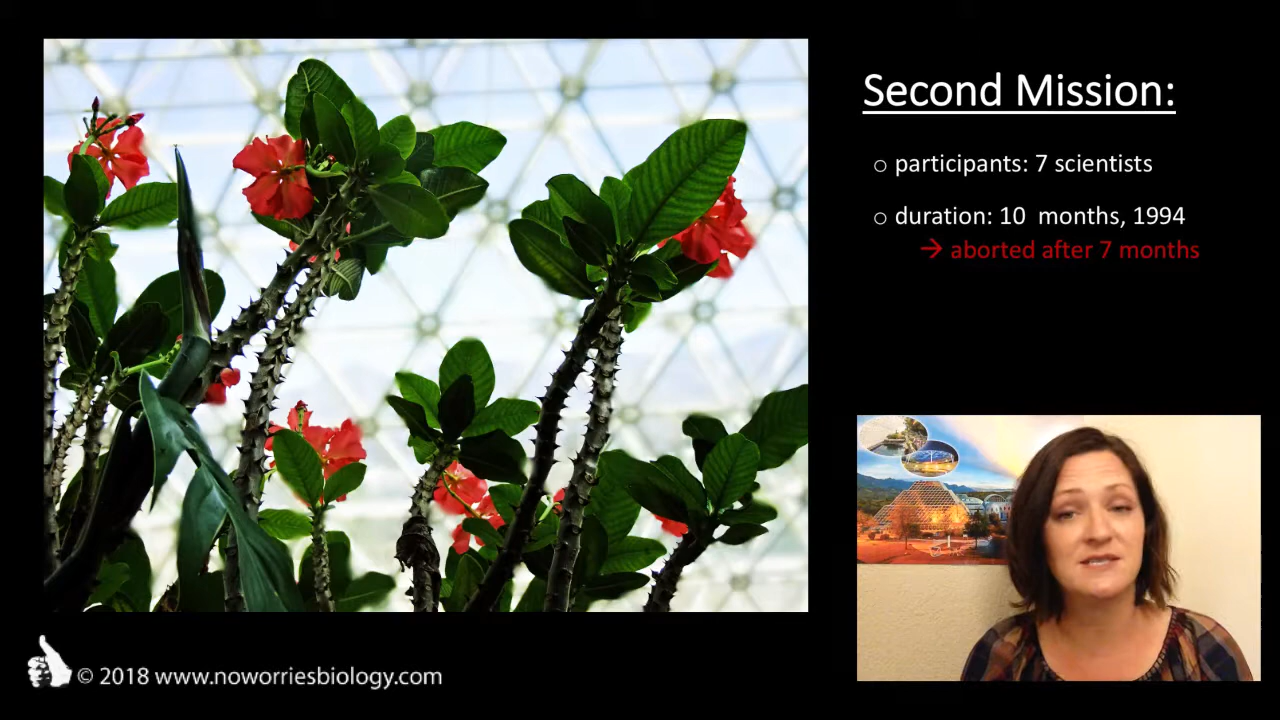 Second Mission:
○ participants: 7 scientists
○ duration: 10 months, 1994
→ aborted after 7 months
© 2018 www.noworriesbiology.com